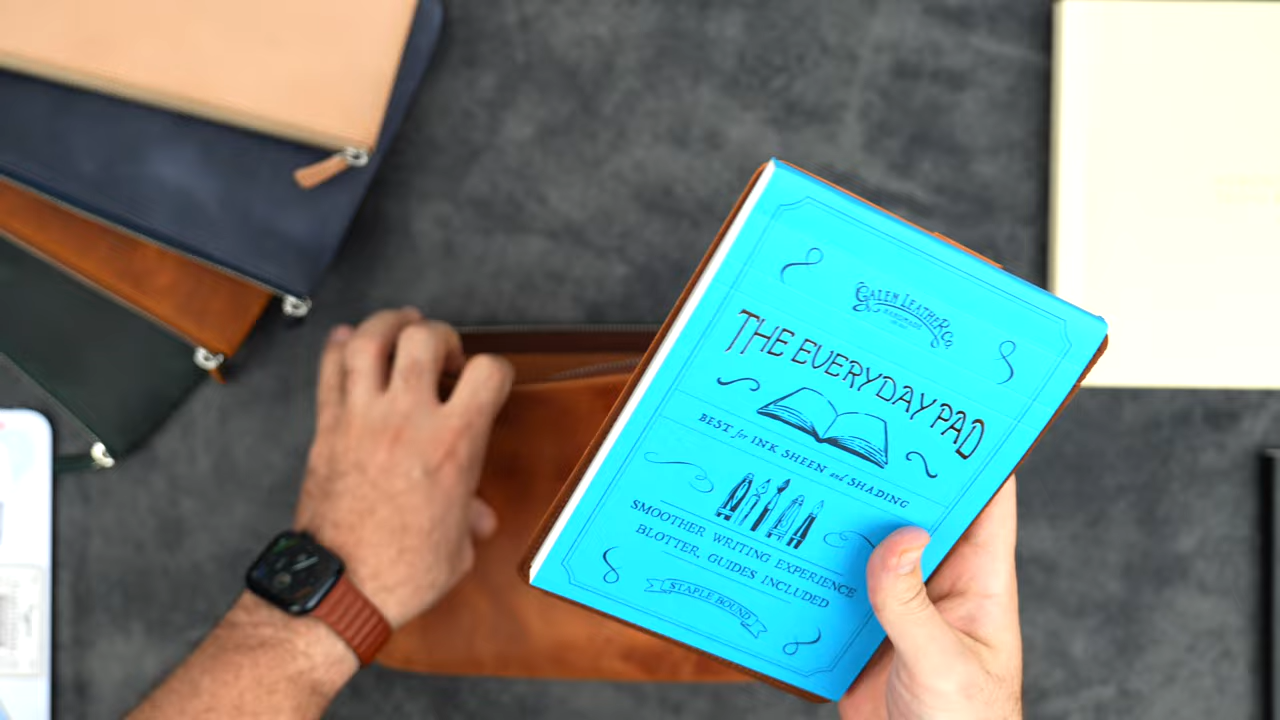 GALEN LEATHER Co.
HANDMADE
THE EVERYDAY PAD
BEST for INK SHEEN and SHADING
SMOOTHER WRITING EXPERIENCE
BLOTTER, GUIDES INCLUDED
STAPLE BOUND